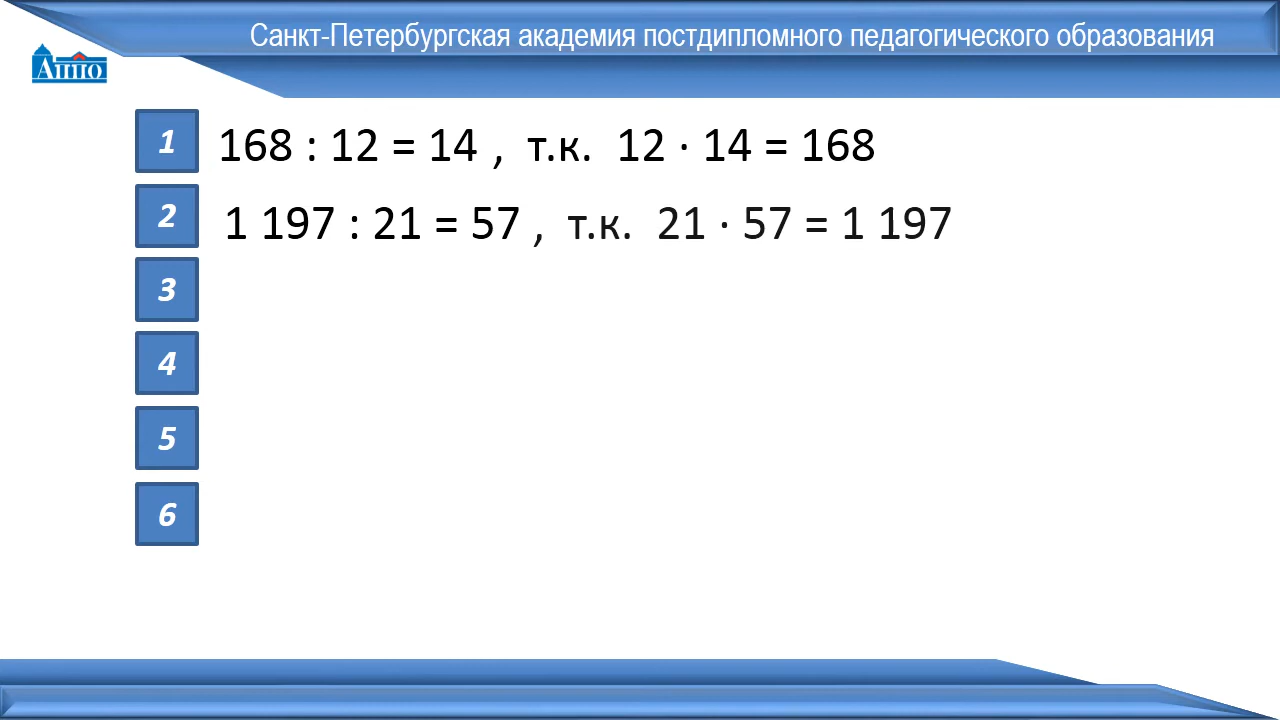 Санкт-Петербургская академия постдипломного педагогического образования
Аппо
1 168 : 12 = 14 , т.к. 12 · 14 = 168
2 1 197 : 21 = 57 , т.к. 21 · 57 = 1 197
3
4
5
6